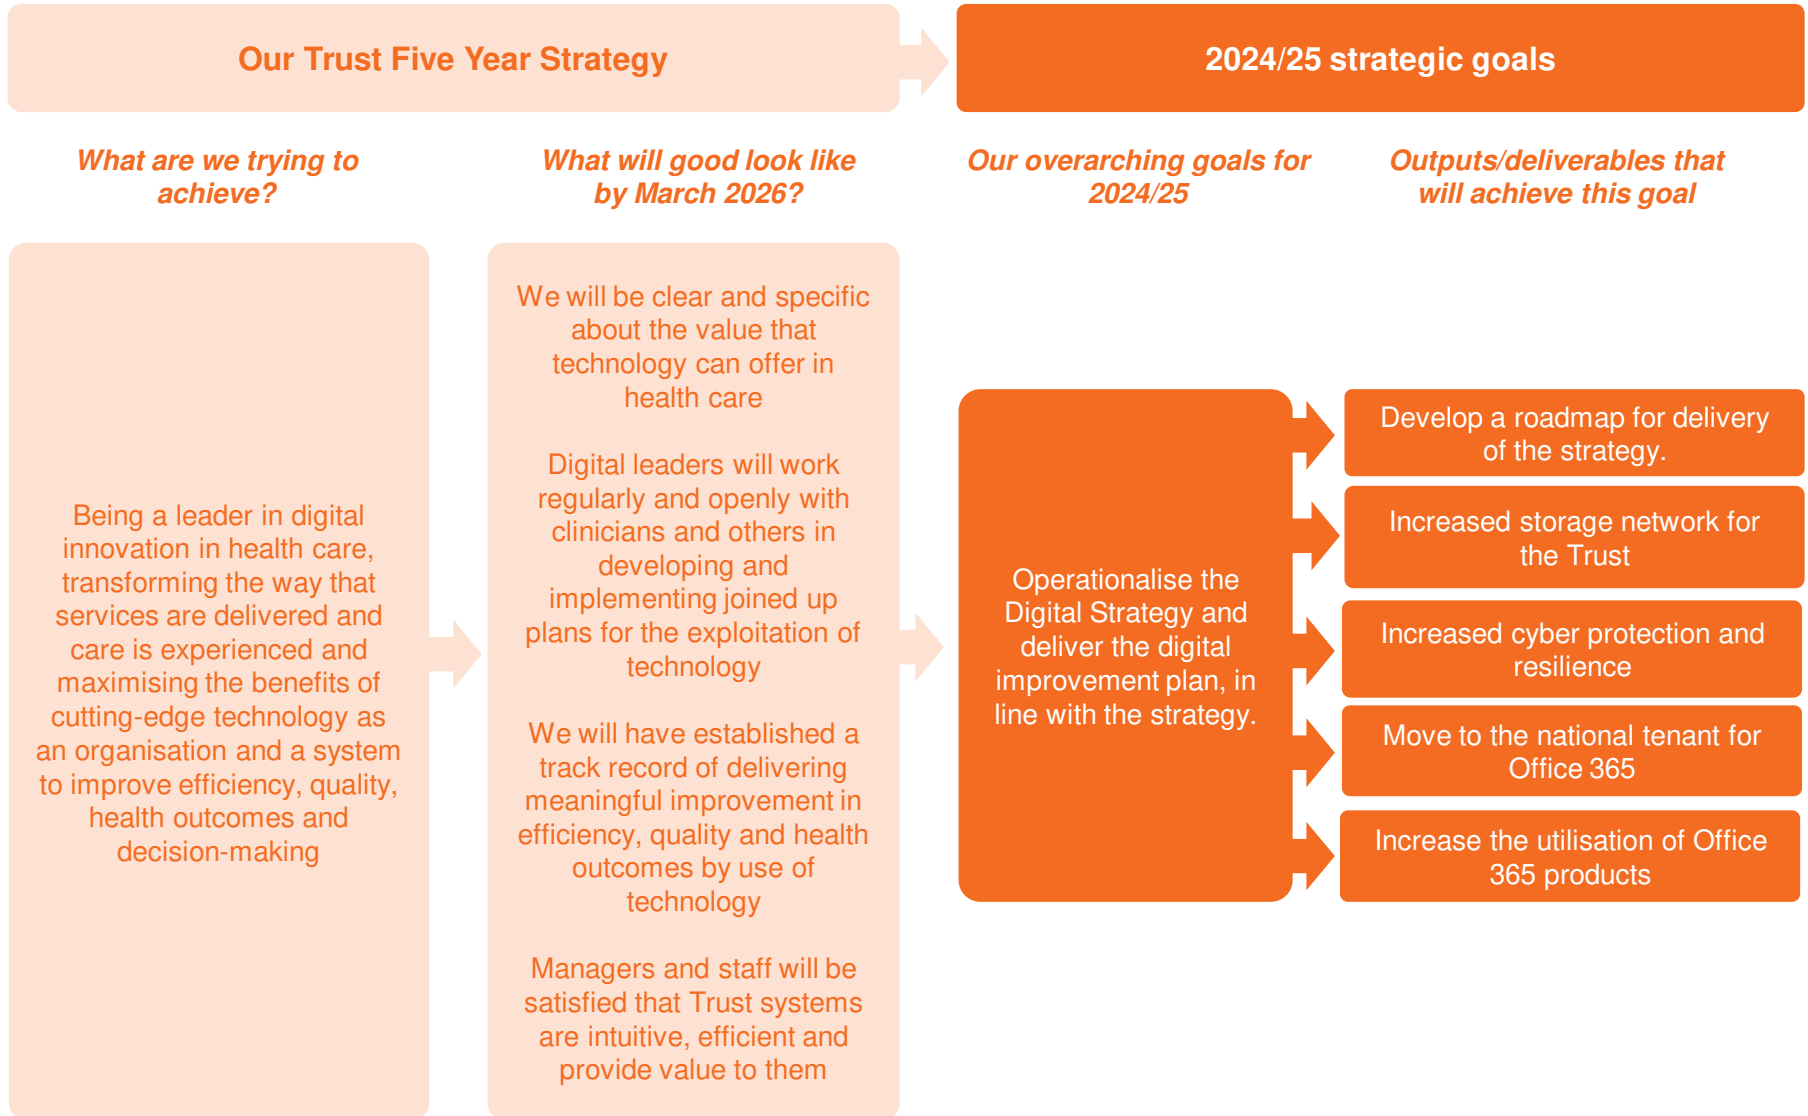 Our Trust Five Year Strategy
2024/25 strategic goals
What are we trying to
achieve?
What will good look like
by March 2026?
Our overarching goals for
2024/25
Outputs/deliverables that
will achieve this goal
Being a leader in digital
innovation in health care,
transforming the way that
services are delivered and
care is experienced and
maximising the benefits of
cutting-edge technology as
an organisation and a system
to improve efficiency, quality,
health outcomes and
decision-making
We will be clear and specific
about the value that
technology can offer in
health care
Digital leaders will work
regularly and openly with
clinicians and others in
developing and
implementing joined up
plans for the exploitation of
technology
We will have established a
track record of delivering
meaningful improvement in
efficiency, quality and health
outcomes by use of
technology
Managers and staff will be
satisfied that Trust systems
are intuitive, efficient and
provide value to them
Operationalise the
Digital Strategy and
deliver the digital
improvement plan, in
line with the strategy.
Develop a roadmap for delivery
of the strategy.
Increased storage network for
the Trust
Increased cyber protection and
resilience
Move to the national tenant for
Office 365
Increase the utilisation of Office
365 products